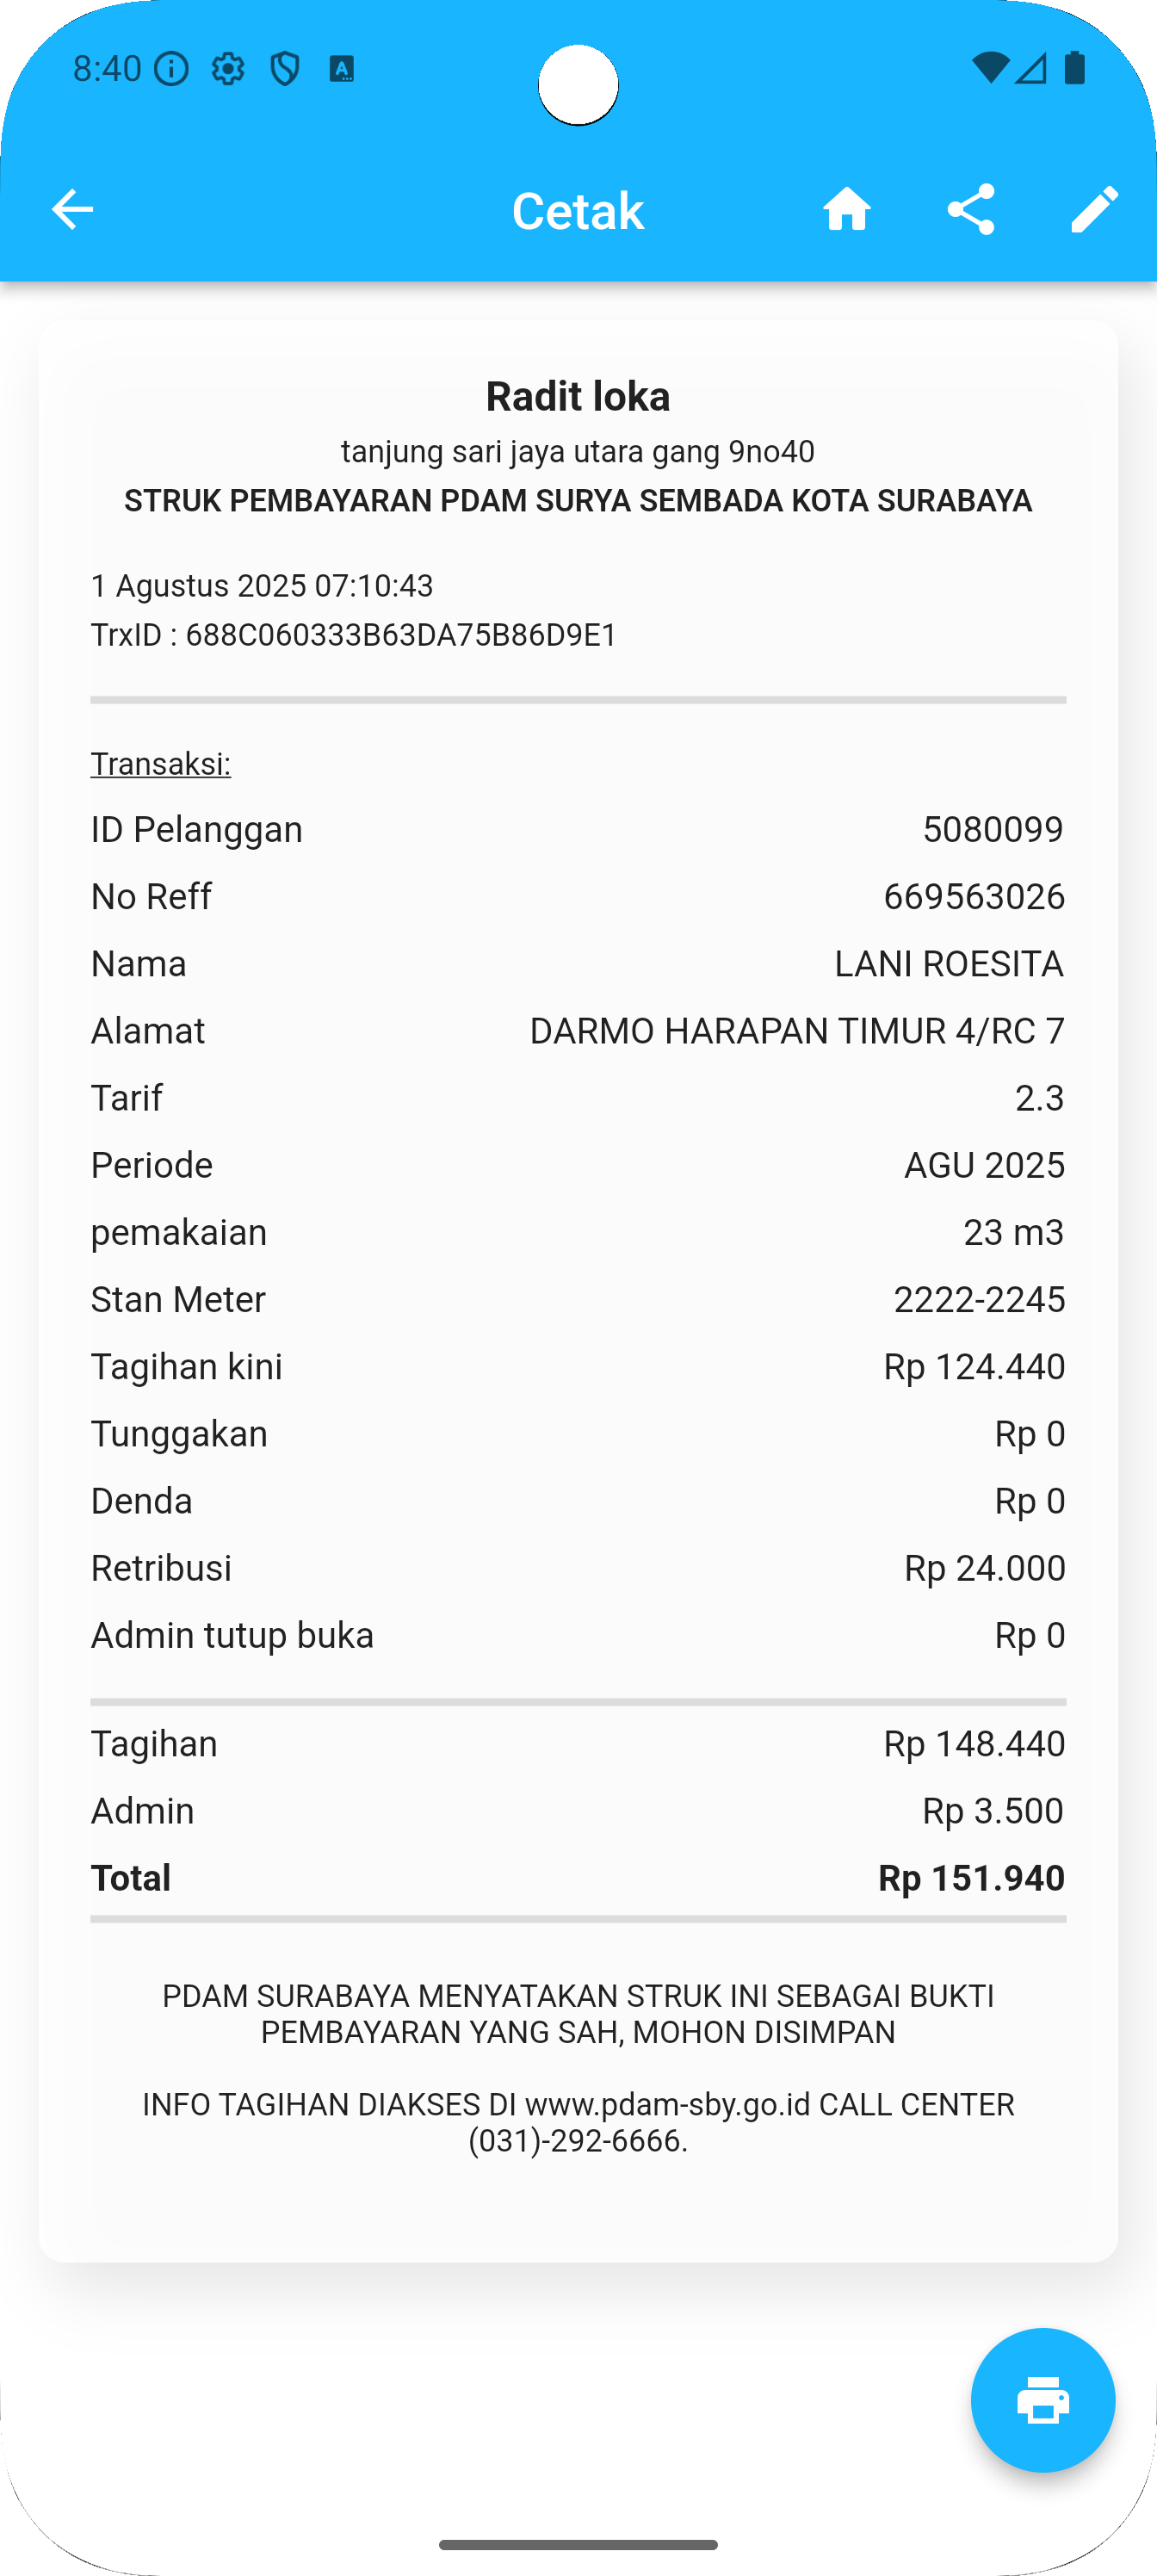 8:40
Cetak
Radit loka
tanjung sari jaya utara gang 9no40
STRUK PEMBAYARAN PDAM SURYA SEMBADA KOTA SURABAYA
1 Agustus 2025 07:10:43
TrxID : 688C060333B63DA75B86D9E1
Transaksi:
ID Pelanggan 5080099
No Reff 669563026
Nama LANI ROESITA
Alamat DARMO HARAPAN TIMUR 4/RC 7
Tarif 2.3
Periode AGU 2025
pemakaian 23 m3
Stan Meter 2222-2245
Tagihan kini Rp 124.440
Tunggakan Rp 0
Denda Rp 0
Retribusi Rp 24.000
Admin tutup buka Rp 0
Tagihan Rp 148.440
Admin Rp 3.500
Total Rp 151.940
PDAM SURABAYA MENYATAKAN STRUK INI SEBAGAI BUKTI
PEMBAYARAN YANG SAH, MOHON DISIMPAN
INFO TAGIHAN DIAKSES DI www.pdam-sby.go.id CALL CENTER
(031)-292-6666.